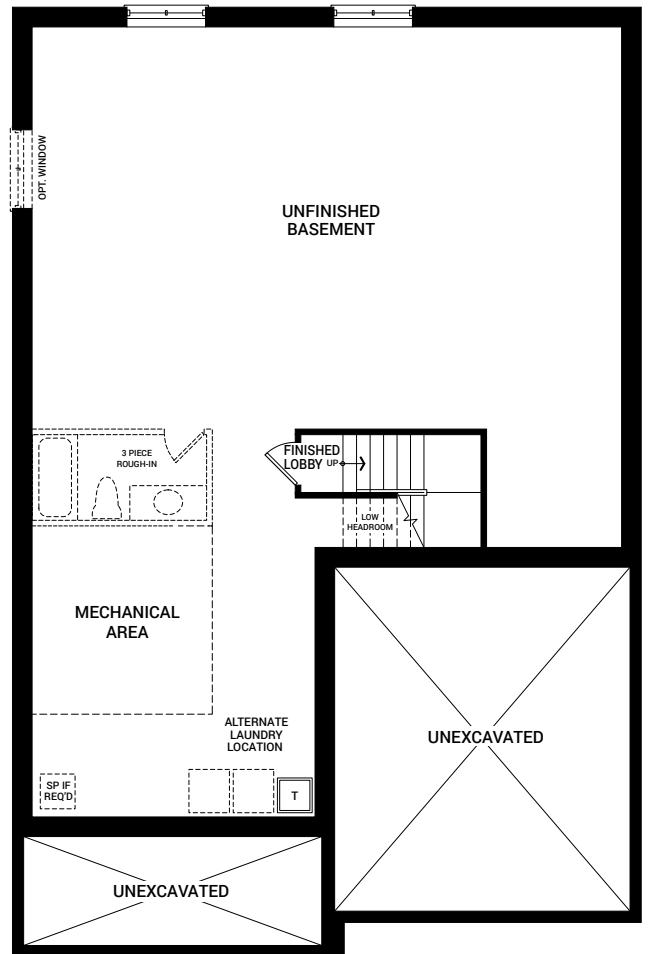 OPT. WINDOW
UNFINISHED
BASEMENT
3 PIECE
ROUGH-IN
FINISHED
LOBBY
UP
LOW
HEADROOM
MECHANICAL
AREA
ALTERNATE
LAUNDRY
LOCATION
UNEXCAVATED
SP IF
REQ'D
T
UNEXCAVATED